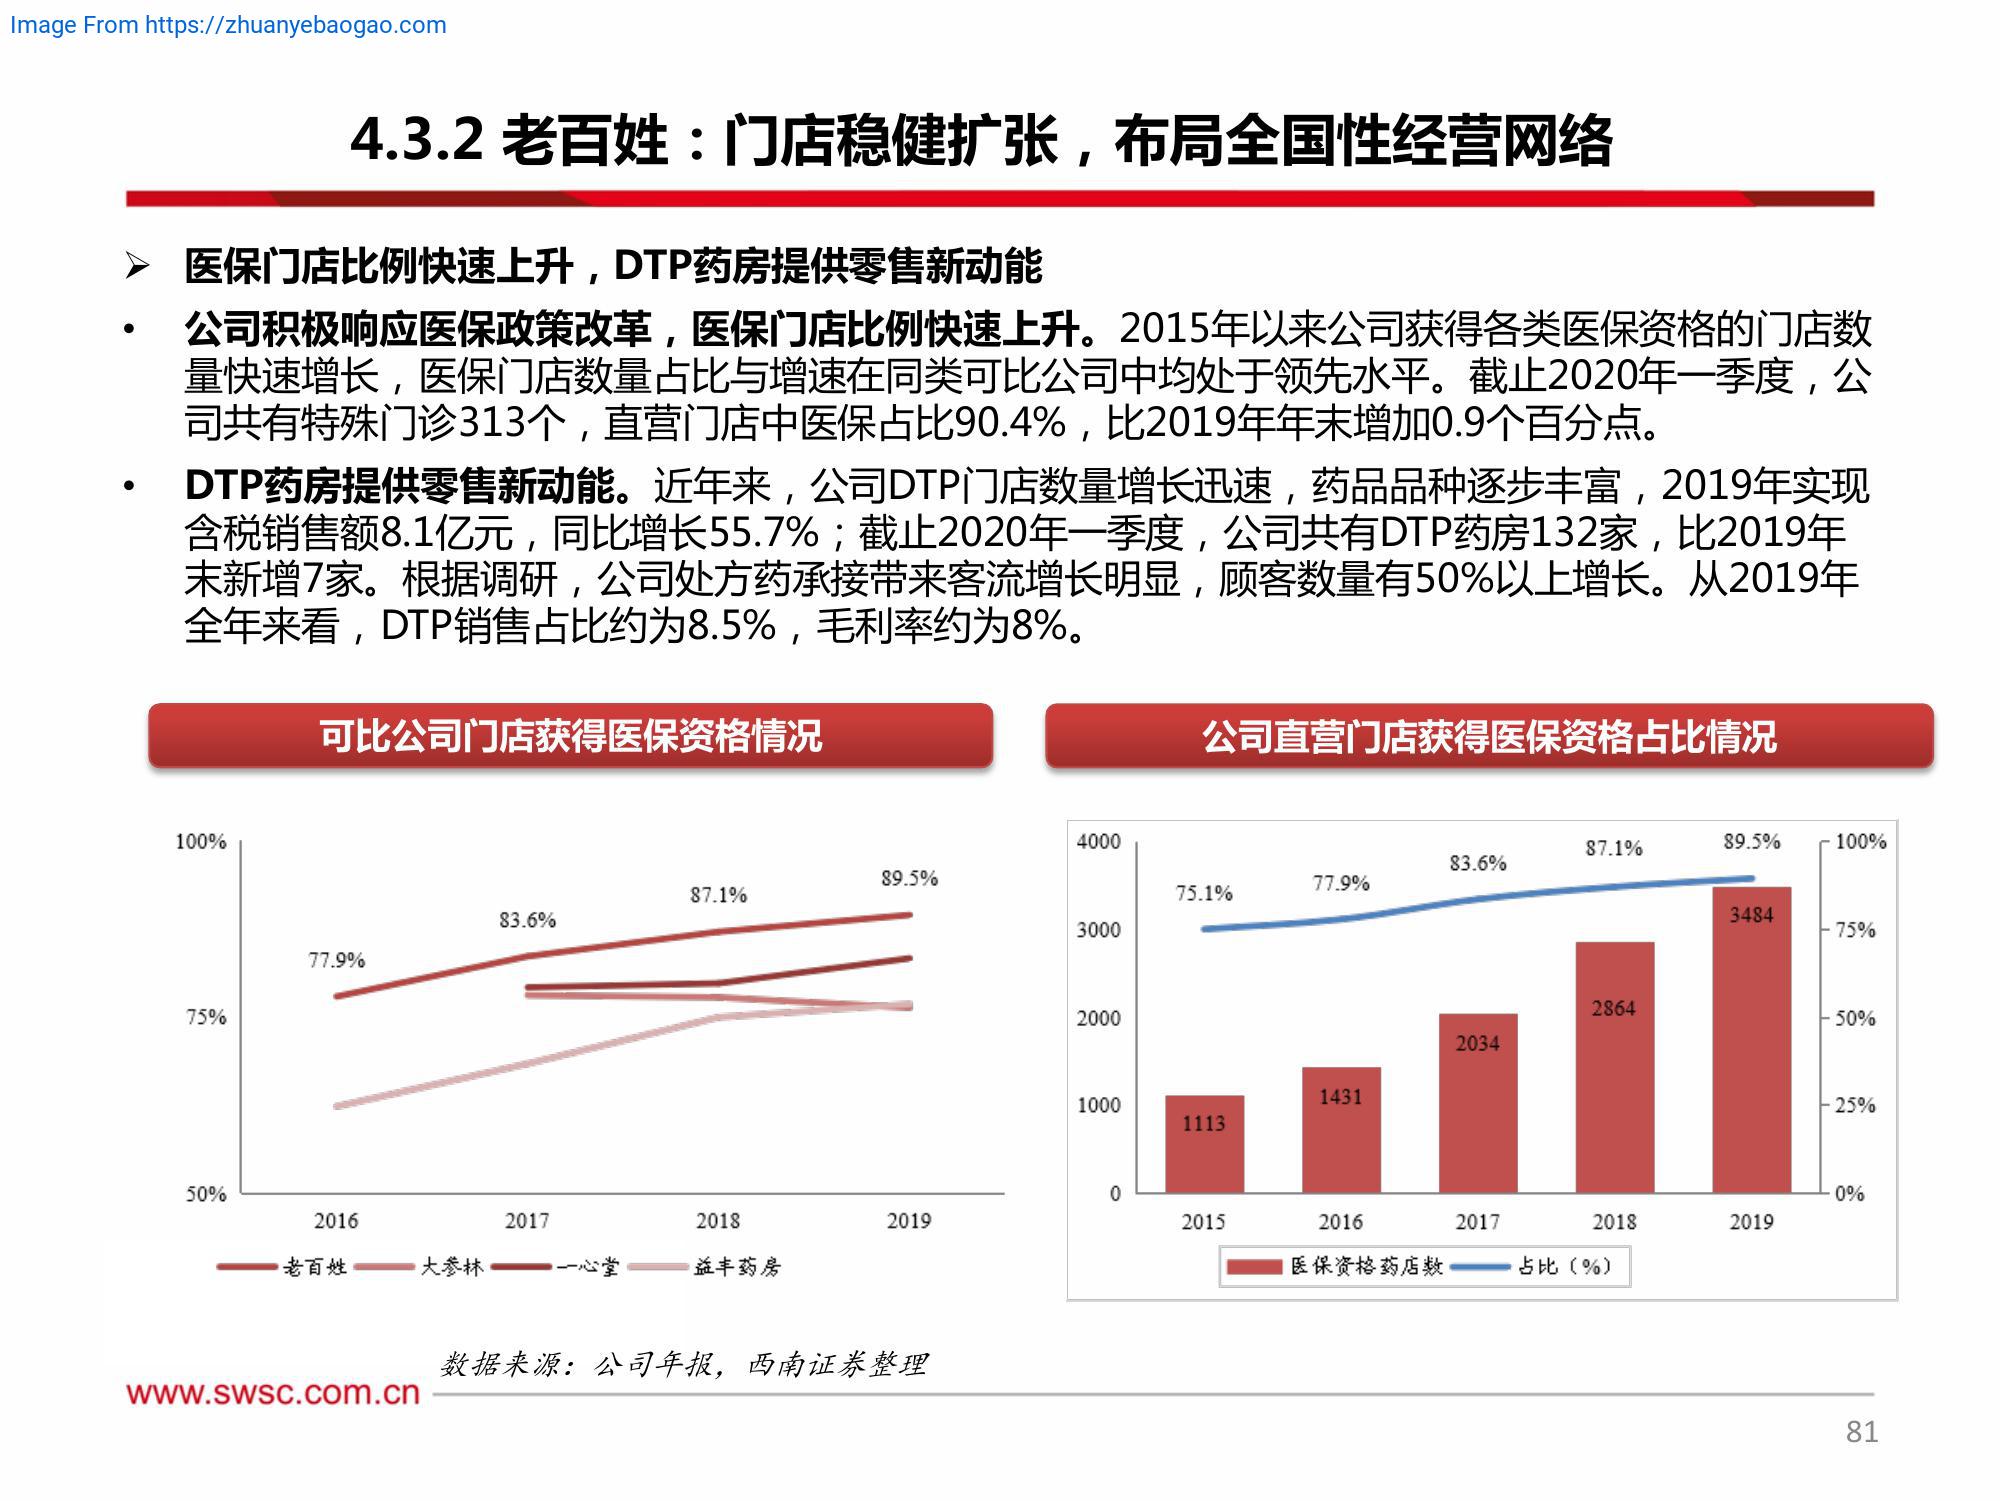 Image From https://zhuanyebaogao.com
4.3.2 老百姓：门店稳健扩张，布局全国性经营网络
➢ 医保门店比例快速上升，DTP药房提供零售新动能
• 公司积极响应医保政策改革，医保门店比例快速上升。2015年以来公司获得各类医保资格的门店数
量快速增长，医保门店数量占比与增速在同类可比公司中均处于领先水平。截止2020年一季度，公
司共有特殊门诊313个，直营门店中医保占比90.4%，比2019年年末增加0.9个百分点。
• DTP药房提供零售新动能。近年来，公司DTP门店数量增长迅速，药品品种逐步丰富，2019年实现
含税销售额8.1亿元，同比增长55.7%；截止2020年一季度，公司共有DTP药房132家，比2019年
末新增7家。根据调研，公司处方药承接带来客流增长明显，顾客数量有50%以上增长。从2019年
全年来看，DTP销售占比约为8.5%，毛利率约为8%。
可比公司门店获得医保资格情况
100%
75%
50%
77.9%
83.6%
87.1%
89.5%
2016 2017 2018 2019
老百姓 大参林 一心堂 益丰药房
公司直营门店获得医保资格占比情况
4000
3000
2000
1000
0
75.1%
77.9%
83.6%
87.1%
89.5%
1113
1431
2034
2864
3484
100%
75%
50%
25%
0%
2015 2016 2017 2018 2019
医保资格药店数 占比（%）
数据来源：公司年报，西南证券整理
www.swsc.com.cn
81